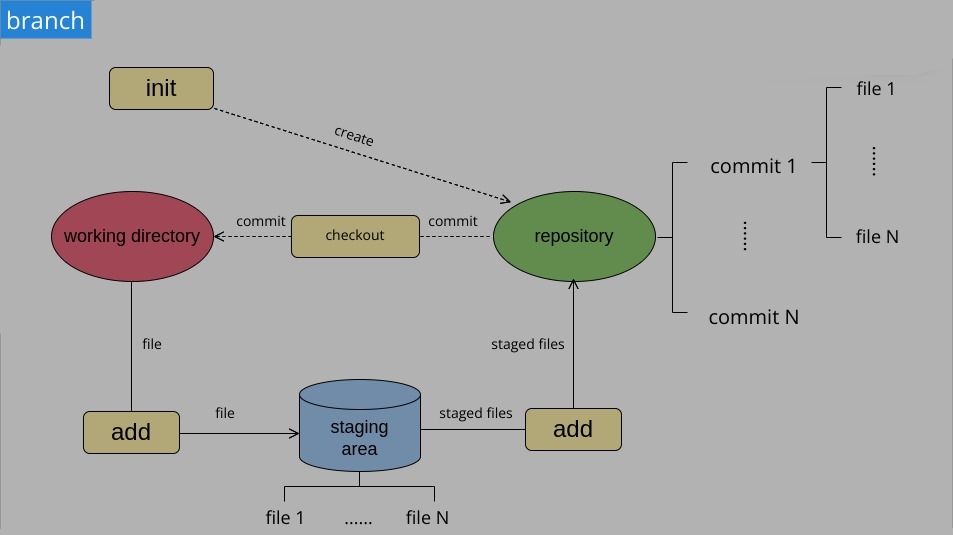 branch
init
create
file 1
commit 1
working directory
commit
checkout
commit
repository
file N
commit N
file
staged files
add
file
staging
area
staged files
add
file 1
......
file N